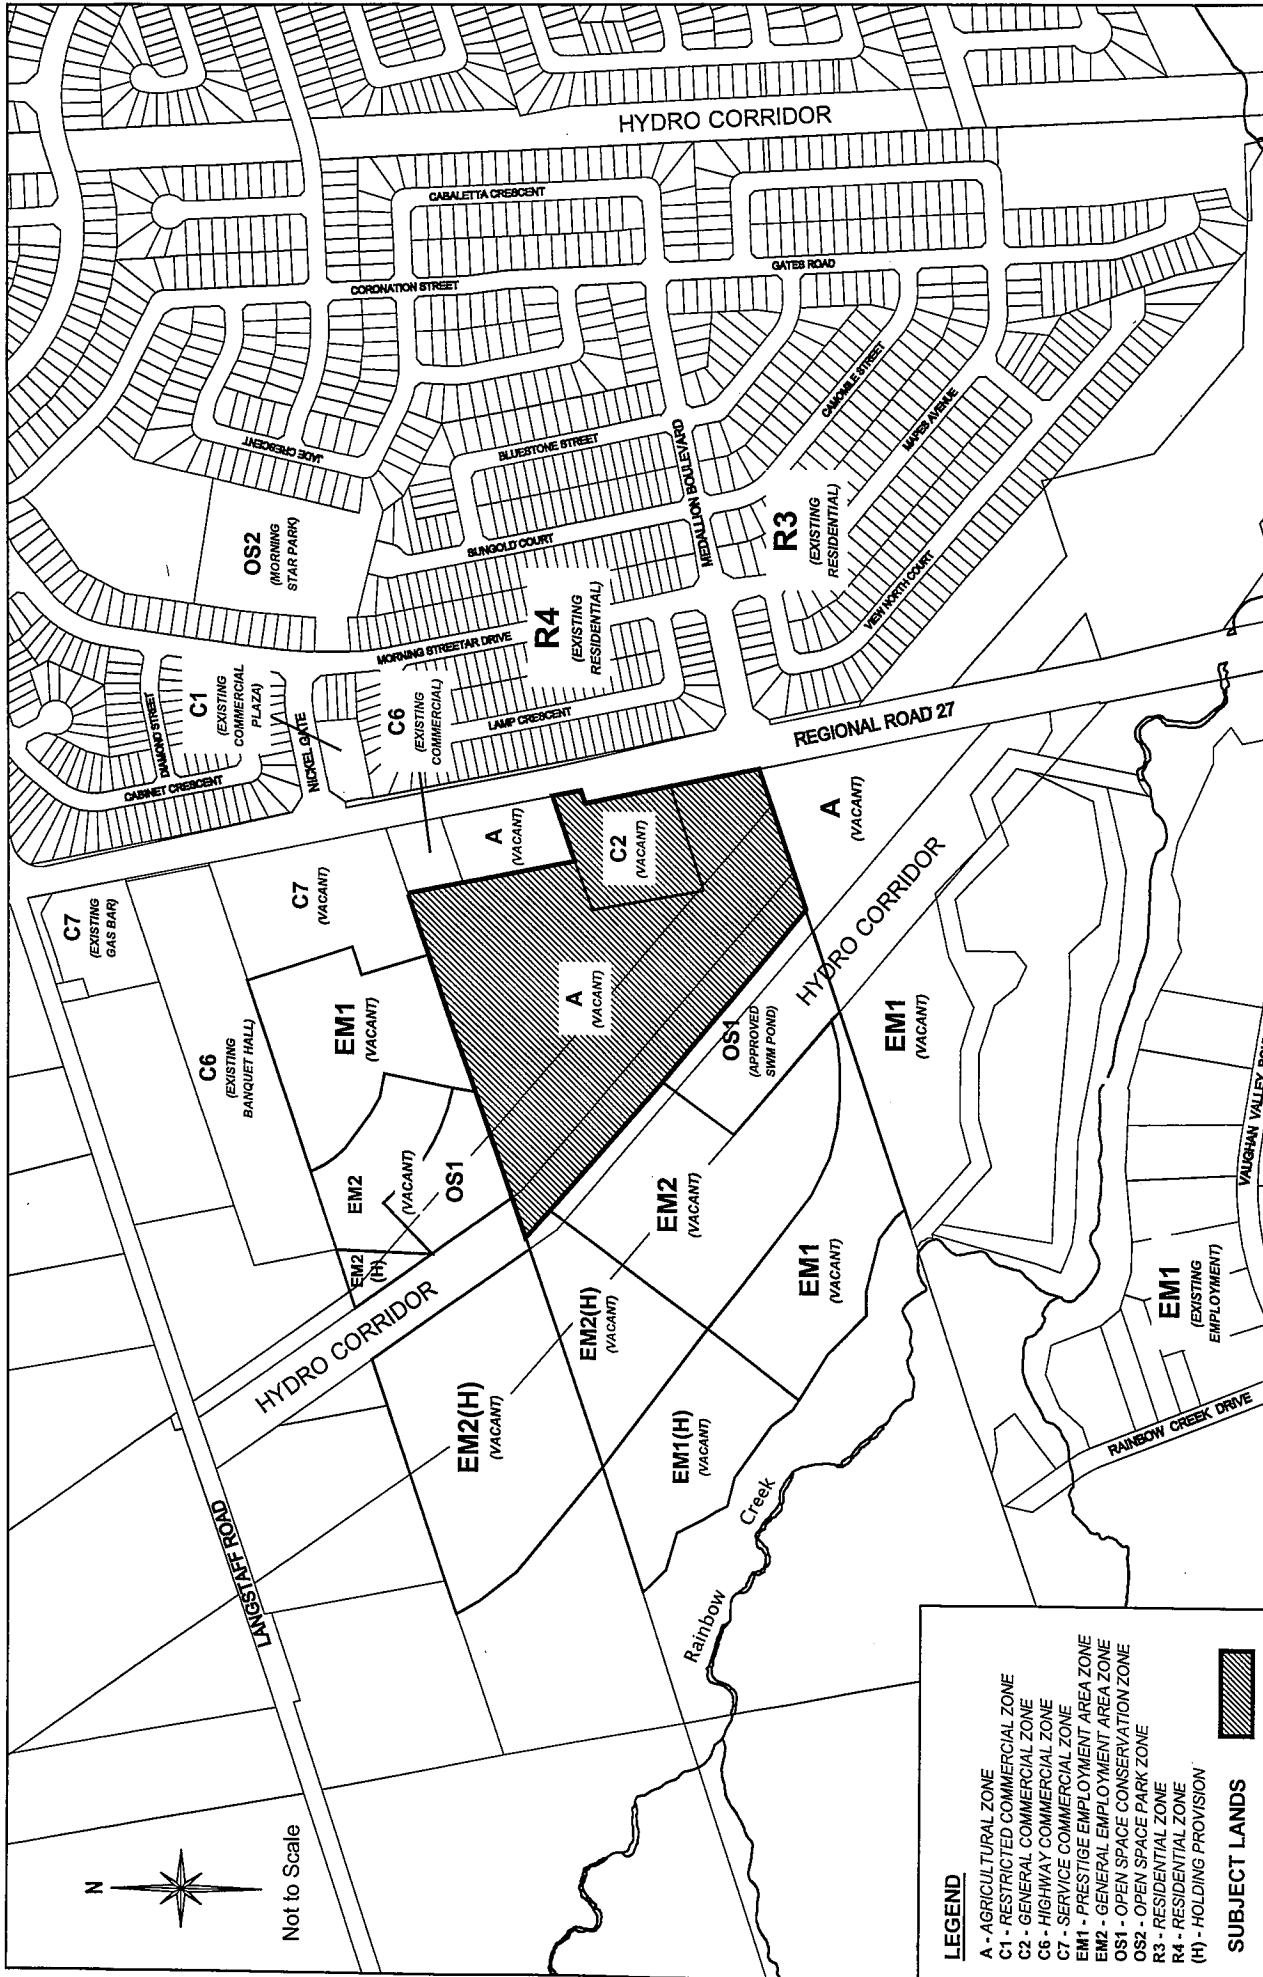 HYDRO CORRIDOR
CABALETTA CRESCENT
CORONATION STREET
GATES ROAD
JADE CRESCENT
BLUESTONE STREET
MEDALLION BOULEVARD
CAMOMILE STREET
MAPES AVENUE
OS2
(MORNING
STAR PARK)
SUNGOLD COURT
R3
(EXISTING
RESIDENTIAL)
VIEW NORTH COURT
R4
(EXISTING
RESIDENTIAL)
MORNING STREETAR DRIVE
DIAMOND STREET
C1
(EXISTING
COMMERCIAL
PLAZA)
NICKEL GATE
CABINET CRESCENT
C6
(EXISTING
COMMERCIAL)
LAMP CRESCENT
REGIONAL ROAD 27
A
(VACANT)
C2
(VACANT)
A
(VACANT)
HYDRO CORRIDOR
C7
(EXISTING
GAS BAR)
C7
(VACANT)
A
(VACANT)
C6
(EXISTING
BANQUET HALL)
EM1
(VACANT)
OS1
(APPROVED
SWM POND)
EM1
(VACANT)
EM2
(VACANT)
OS1
EM2
(H)
EM2
(VACANT)
EM1
(VACANT)
VAUGHAN VALLEY BOU
HYDRO CORRIDOR
EM2(H)
(VACANT)
EM2(H)
(VACANT)
EM1(H)
(VACANT)
EM1
(EXISTING
EMPLOYMENT)
RAINBOW CREEK DRIVE
LANGSTAFF ROAD
Rainbow
Creek
N
Not to Scale
LEGEND
A - AGRICULTURAL ZONE
C1 - RESTRICTED COMMERCIAL ZONE
C2 - GENERAL COMMERCIAL ZONE
C6 - HIGHWAY COMMERCIAL ZONE
C7 - SERVICE COMMERCIAL ZONE
EM1 - PRESTIGE EMPLOYMENT AREA ZONE
EM2 - GENERAL EMPLOYMENT AREA ZONE
OS1 - OPEN SPACE CONSERVATION ZONE
OS2 - OPEN SPACE PARK ZONE
R3 - RESIDENTIAL ZONE
R4 - RESIDENTIAL ZONE
(H) - HOLDING PROVISION
SUBJECT LANDS